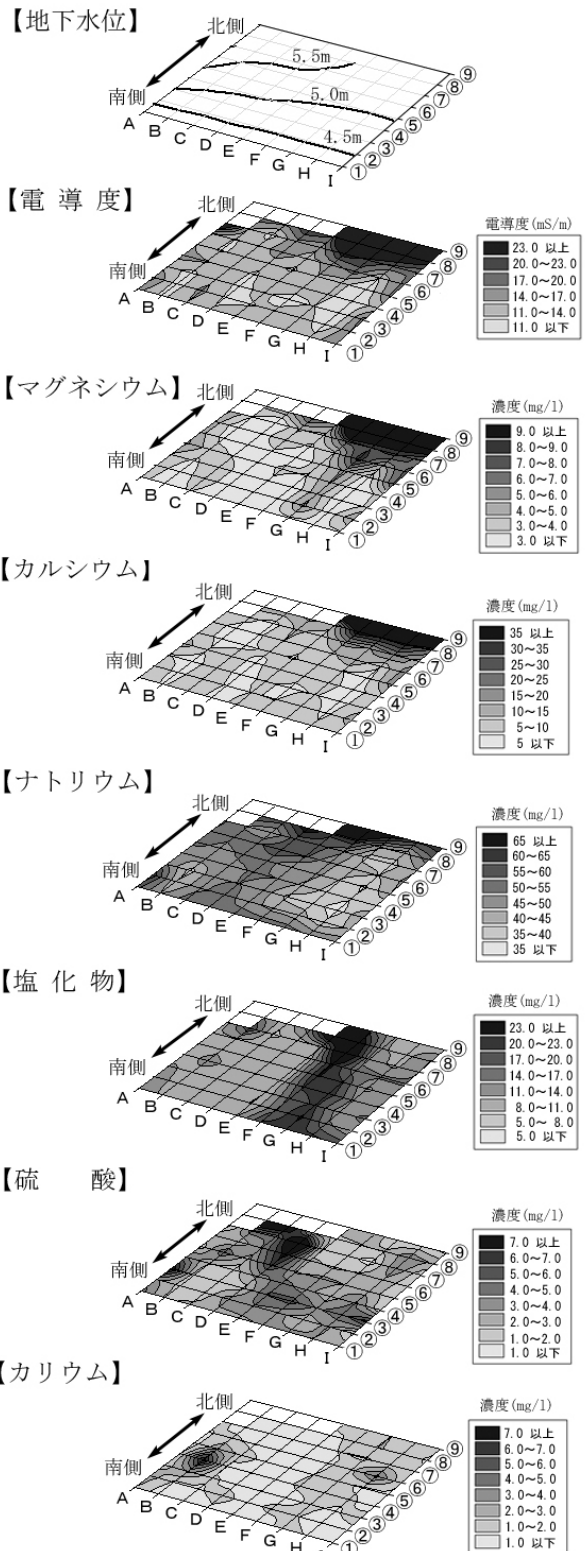 【地下水位】
北側
南側
5.5m
5.0m
4.5m
A B C D E F G H I
①②③④⑤⑥⑦⑧⑨
【電 導 度】
北側
南側
A B C D E F G H I
①②③④⑤⑥⑦⑧⑨
電導度(mS/m)
23.0 以上
20.0～23.0
17.0～20.0
14.0～17.0
11.0～14.0
11.0 以下
【マグネシウム】
北側
南側
A B C D E F G H I
①②③④⑤⑥⑦⑧⑨
濃度(mg/l)
9.0 以上
8.0～9.0
7.0～8.0
6.0～7.0
5.0～6.0
4.0～5.0
3.0～4.0
3.0 以下
【カルシウム】
北側
南側
A B C D E F G H I
①②③④⑤⑥⑦⑧⑨
濃度(mg/l)
35 以上
30～35
25～30
20～25
15～20
10～15
5～10
5 以下
【ナトリウム】
北側
南側
A B C D E F G H I
①②③④⑤⑥⑦⑧⑨
濃度(mg/l)
65 以上
60～65
55～60
50～55
45～50
40～45
35～40
35 以下
【塩 化 物】
北側
南側
A B C D E F G H I
①②③④⑤⑥⑦⑧⑨
濃度(mg/l)
23.0 以上
20.0～23.0
17.0～20.0
14.0～17.0
11.0～14.0
8.0～11.0
5.0～ 8.0
5.0 以下
【硫 酸】
北側
南側
A B C D E F G H I
①②③④⑤⑥⑦⑧⑨
濃度(mg/l)
7.0 以上
6.0～7.0
5.0～6.0
4.0～5.0
3.0～4.0
2.0～3.0
1.0～2.0
1.0 以下
【カリウム】
北側
南側
A B C D E F G H
①②③④⑤⑥⑦⑧⑨
濃度(mg/l)
7.0 以上
6.0～7.0
5.0～6.0
4.0～5.0
3.0～4.0
2.0～3.0
1.0～2.0
1.0 以下